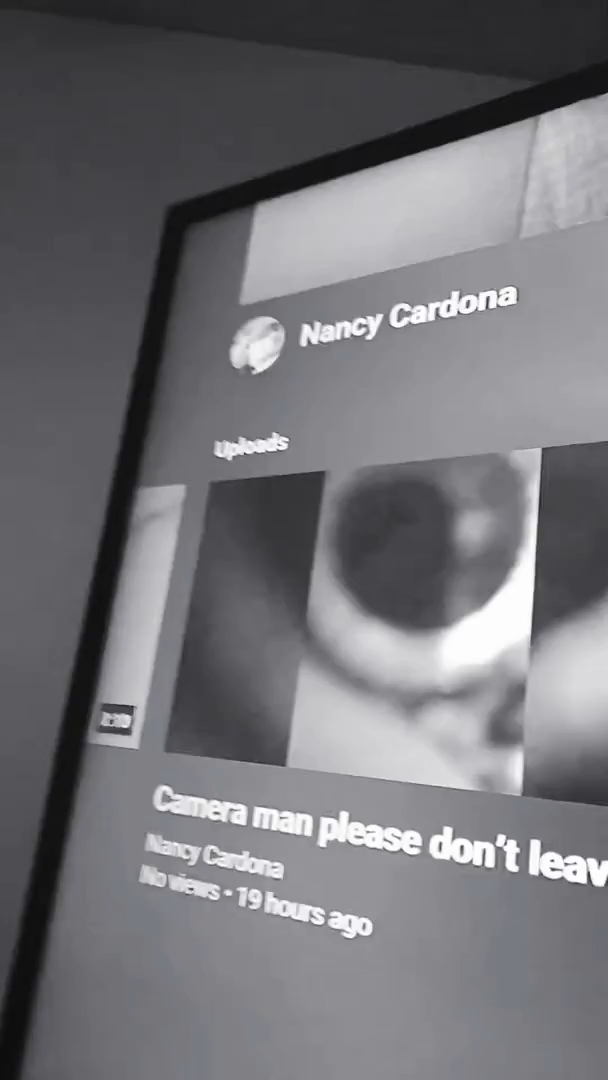 Nancy Cardona
Uploads
Camera man please don't leav
Nancy Cardona
No views • 19 hours ago